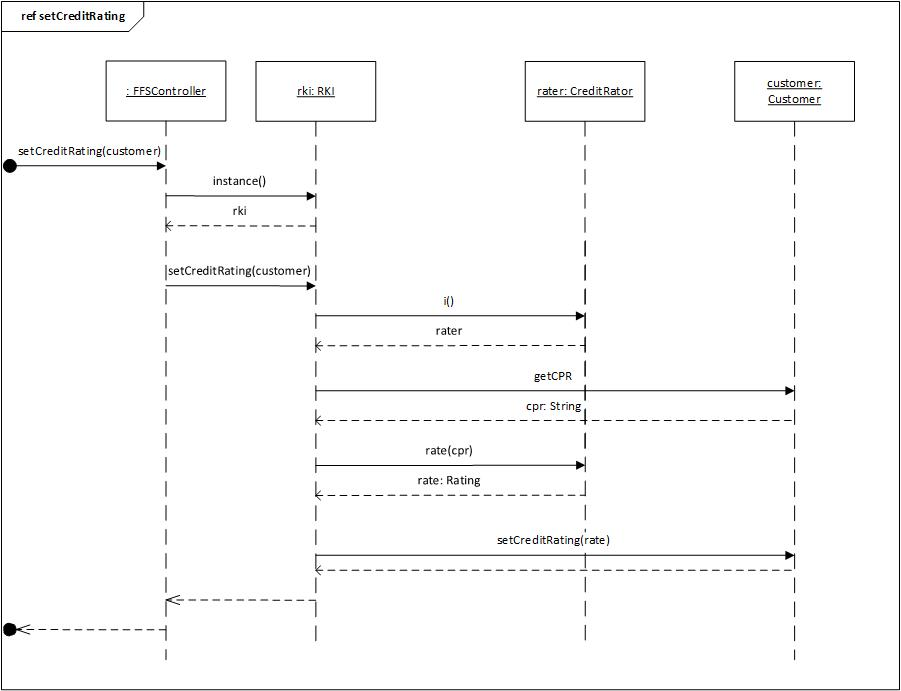 ref setCreditRating
: FFSController
rki: RKI
rater: CreditRator
customer:
Customer
setCreditRating(customer)
instance()
rki
setCreditRating(customer)
i()
rater
getCPR
cpr: String
rate(cpr)
rate: Rating
setCreditRating(rate)